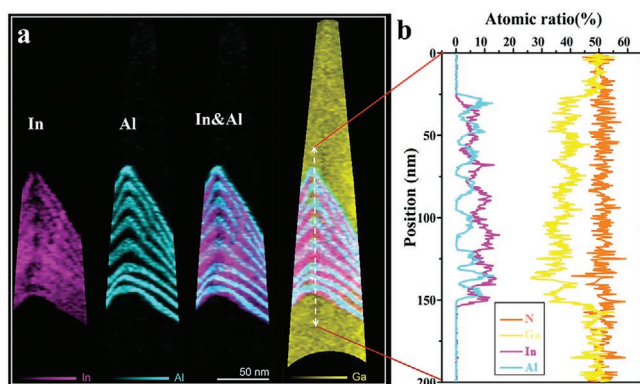 a
In
Al
In&Al
In
Al
50 nm
Ga
b
Atomic ratio(%)
0 10 20 30 40 50 60
Position (nm)
0
50
100
150
200
N
Ga
In
Al